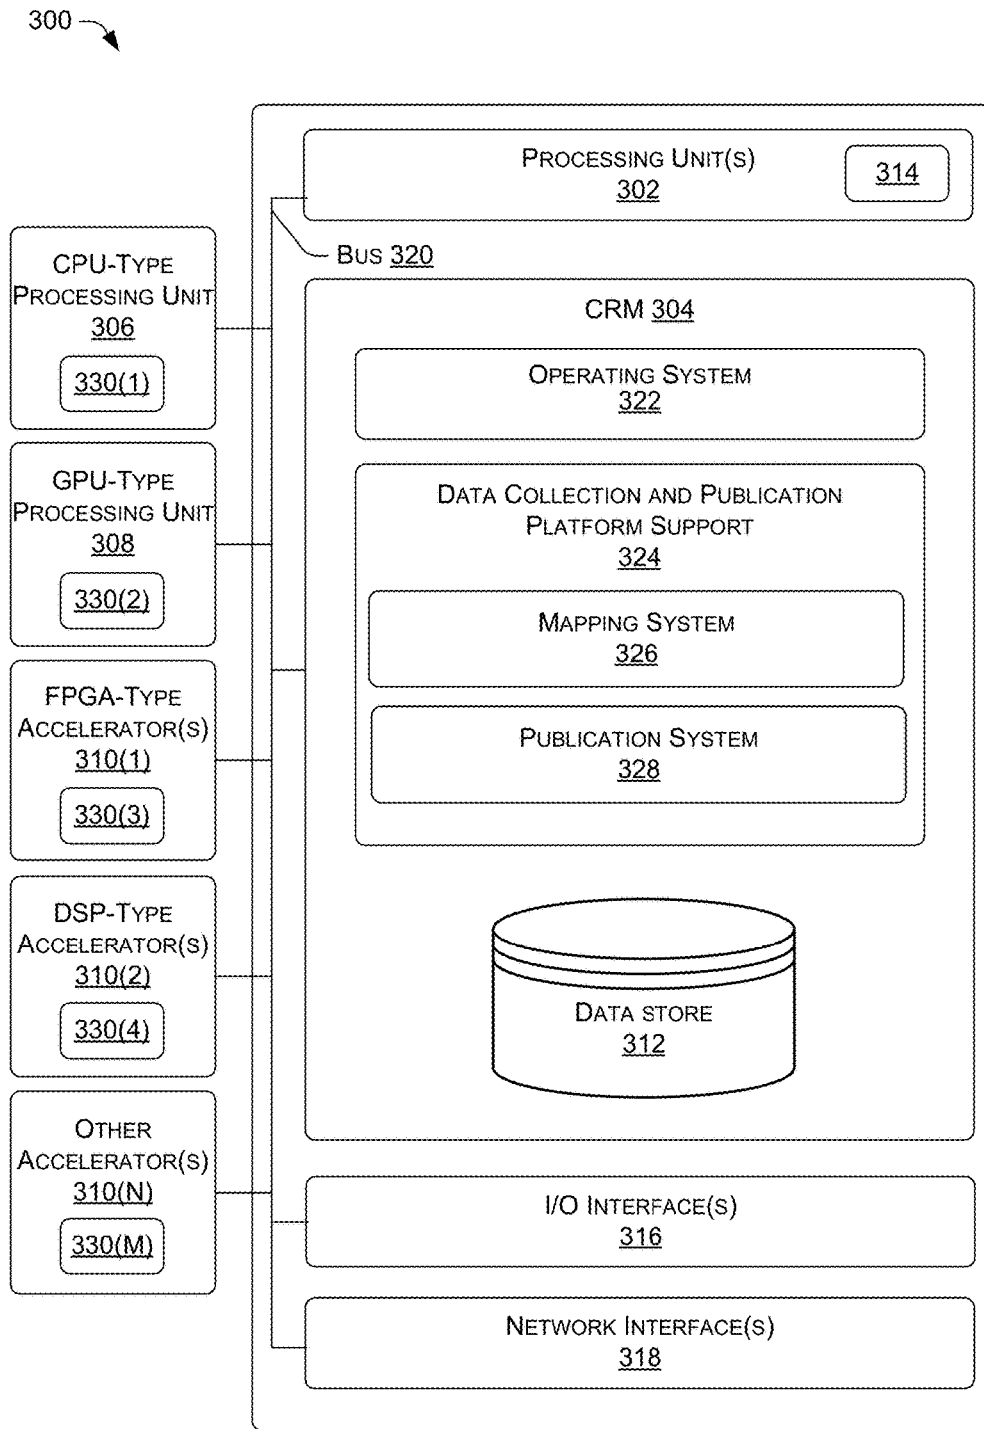 300
PROCESSING UNIT(S)
302
314
BUS 320
CPU-TYPE
PROCESSING UNIT
306
330(1)
GPU-TYPE
PROCESSING UNIT
308
330(2)
FPGA-TYPE
ACCELERATOR(S)
310(1)
330(3)
DSP-TYPE
ACCELERATOR(S)
310(2)
330(4)
OTHER
ACCELERATOR(S)
310(N)
330(M)
CRM 304
OPERATING SYSTEM
322
DATA COLLECTION AND PUBLICATION
PLATFORM SUPPORT
324
MAPPING SYSTEM
326
PUBLICATION SYSTEM
328
DATA STORE
312
I/O INTERFACE(S)
316
NETWORK INTERFACE(S)
318